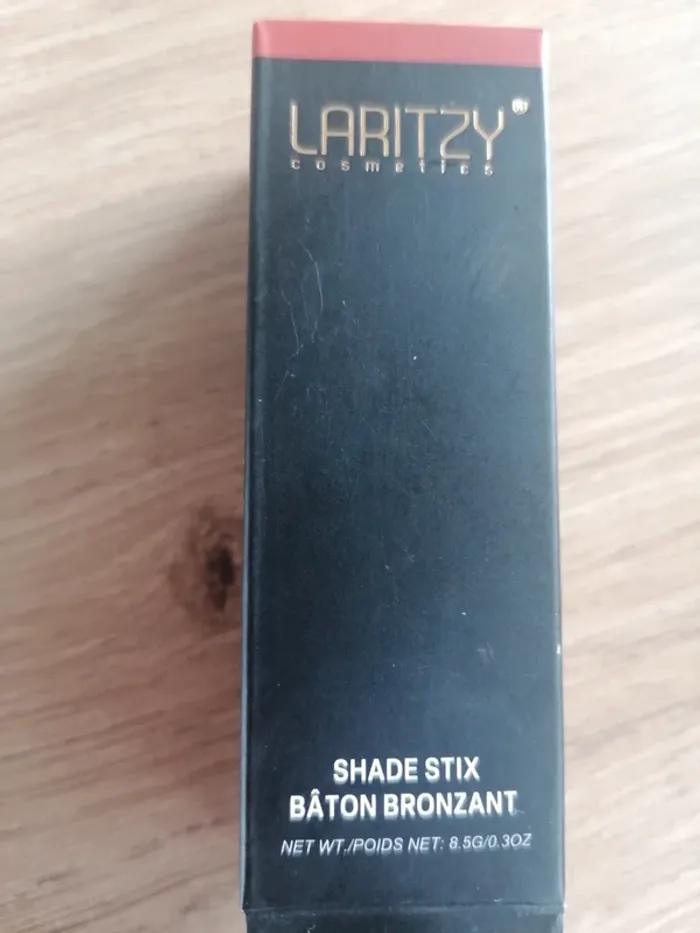 LARITZY®
cosmetics
SHADE STIX
BÂTON BRONZANT
NET WT./POIDS NET: 8.5G/0.3OZ